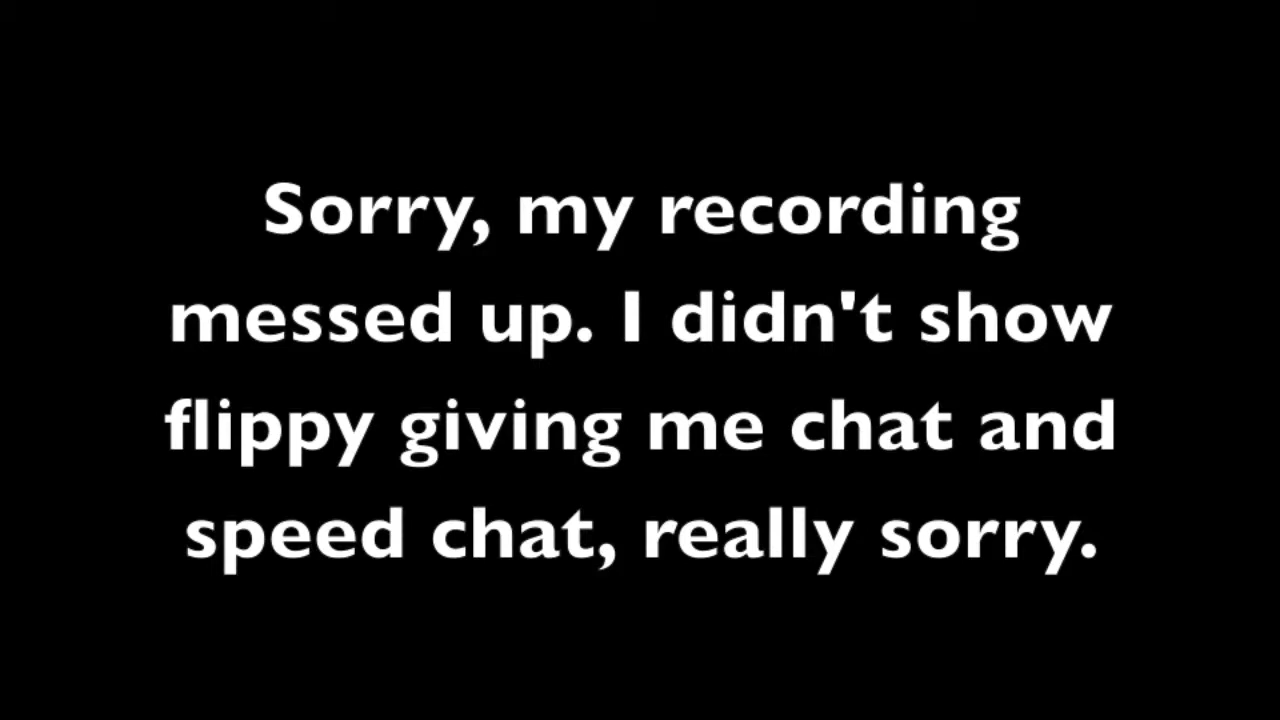 Sorry, my recording
messed up. I didn't show
flippy giving me chat and
speed chat, really sorry.